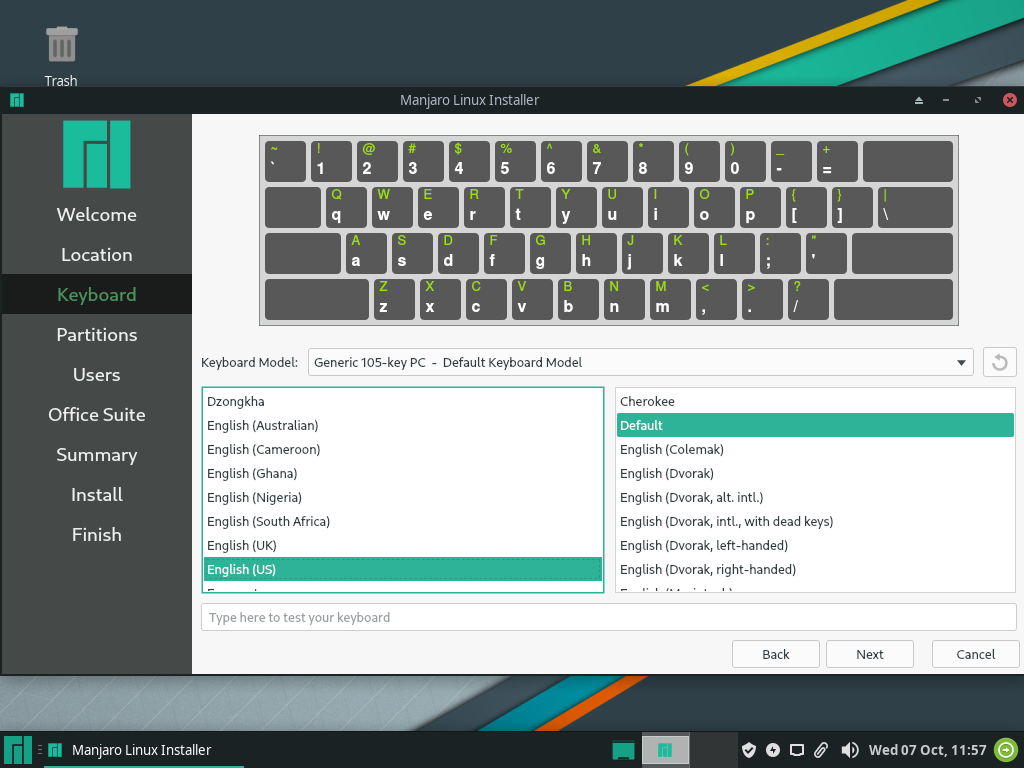 Trash
Manjaro Linux Installer
Welcome
Location
Keyboard
Partitions
Users
Office Suite
Summary
Install
Finish
~ ! @ # $ % ^ & * ( ) _ +
` 1 2 3 4 5 6 7 8 9 0 - =
Q W E R T Y U I O P { } |
q w e r t y u i o p [ ] \
A S D F G H J K L : "
a s d f g h j k l ; '
Z X C V B N M < > ?
z x c v b n m , . /
Keyboard Model: Generic 105-key PC - Default Keyboard Model
Dzongkha
English (Australian)
English (Cameroon)
English (Ghana)
English (Nigeria)
English (South Africa)
English (UK)
English (US)
Cherokee
Default
English (Colemak)
English (Dvorak)
English (Dvorak, alt. intl.)
English (Dvorak, intl., with dead keys)
English (Dvorak, left-handed)
English (Dvorak, right-handed)
Type here to test your keyboard
Back Next Cancel
Manjaro Linux Installer
Wed 07 Oct, 11:57